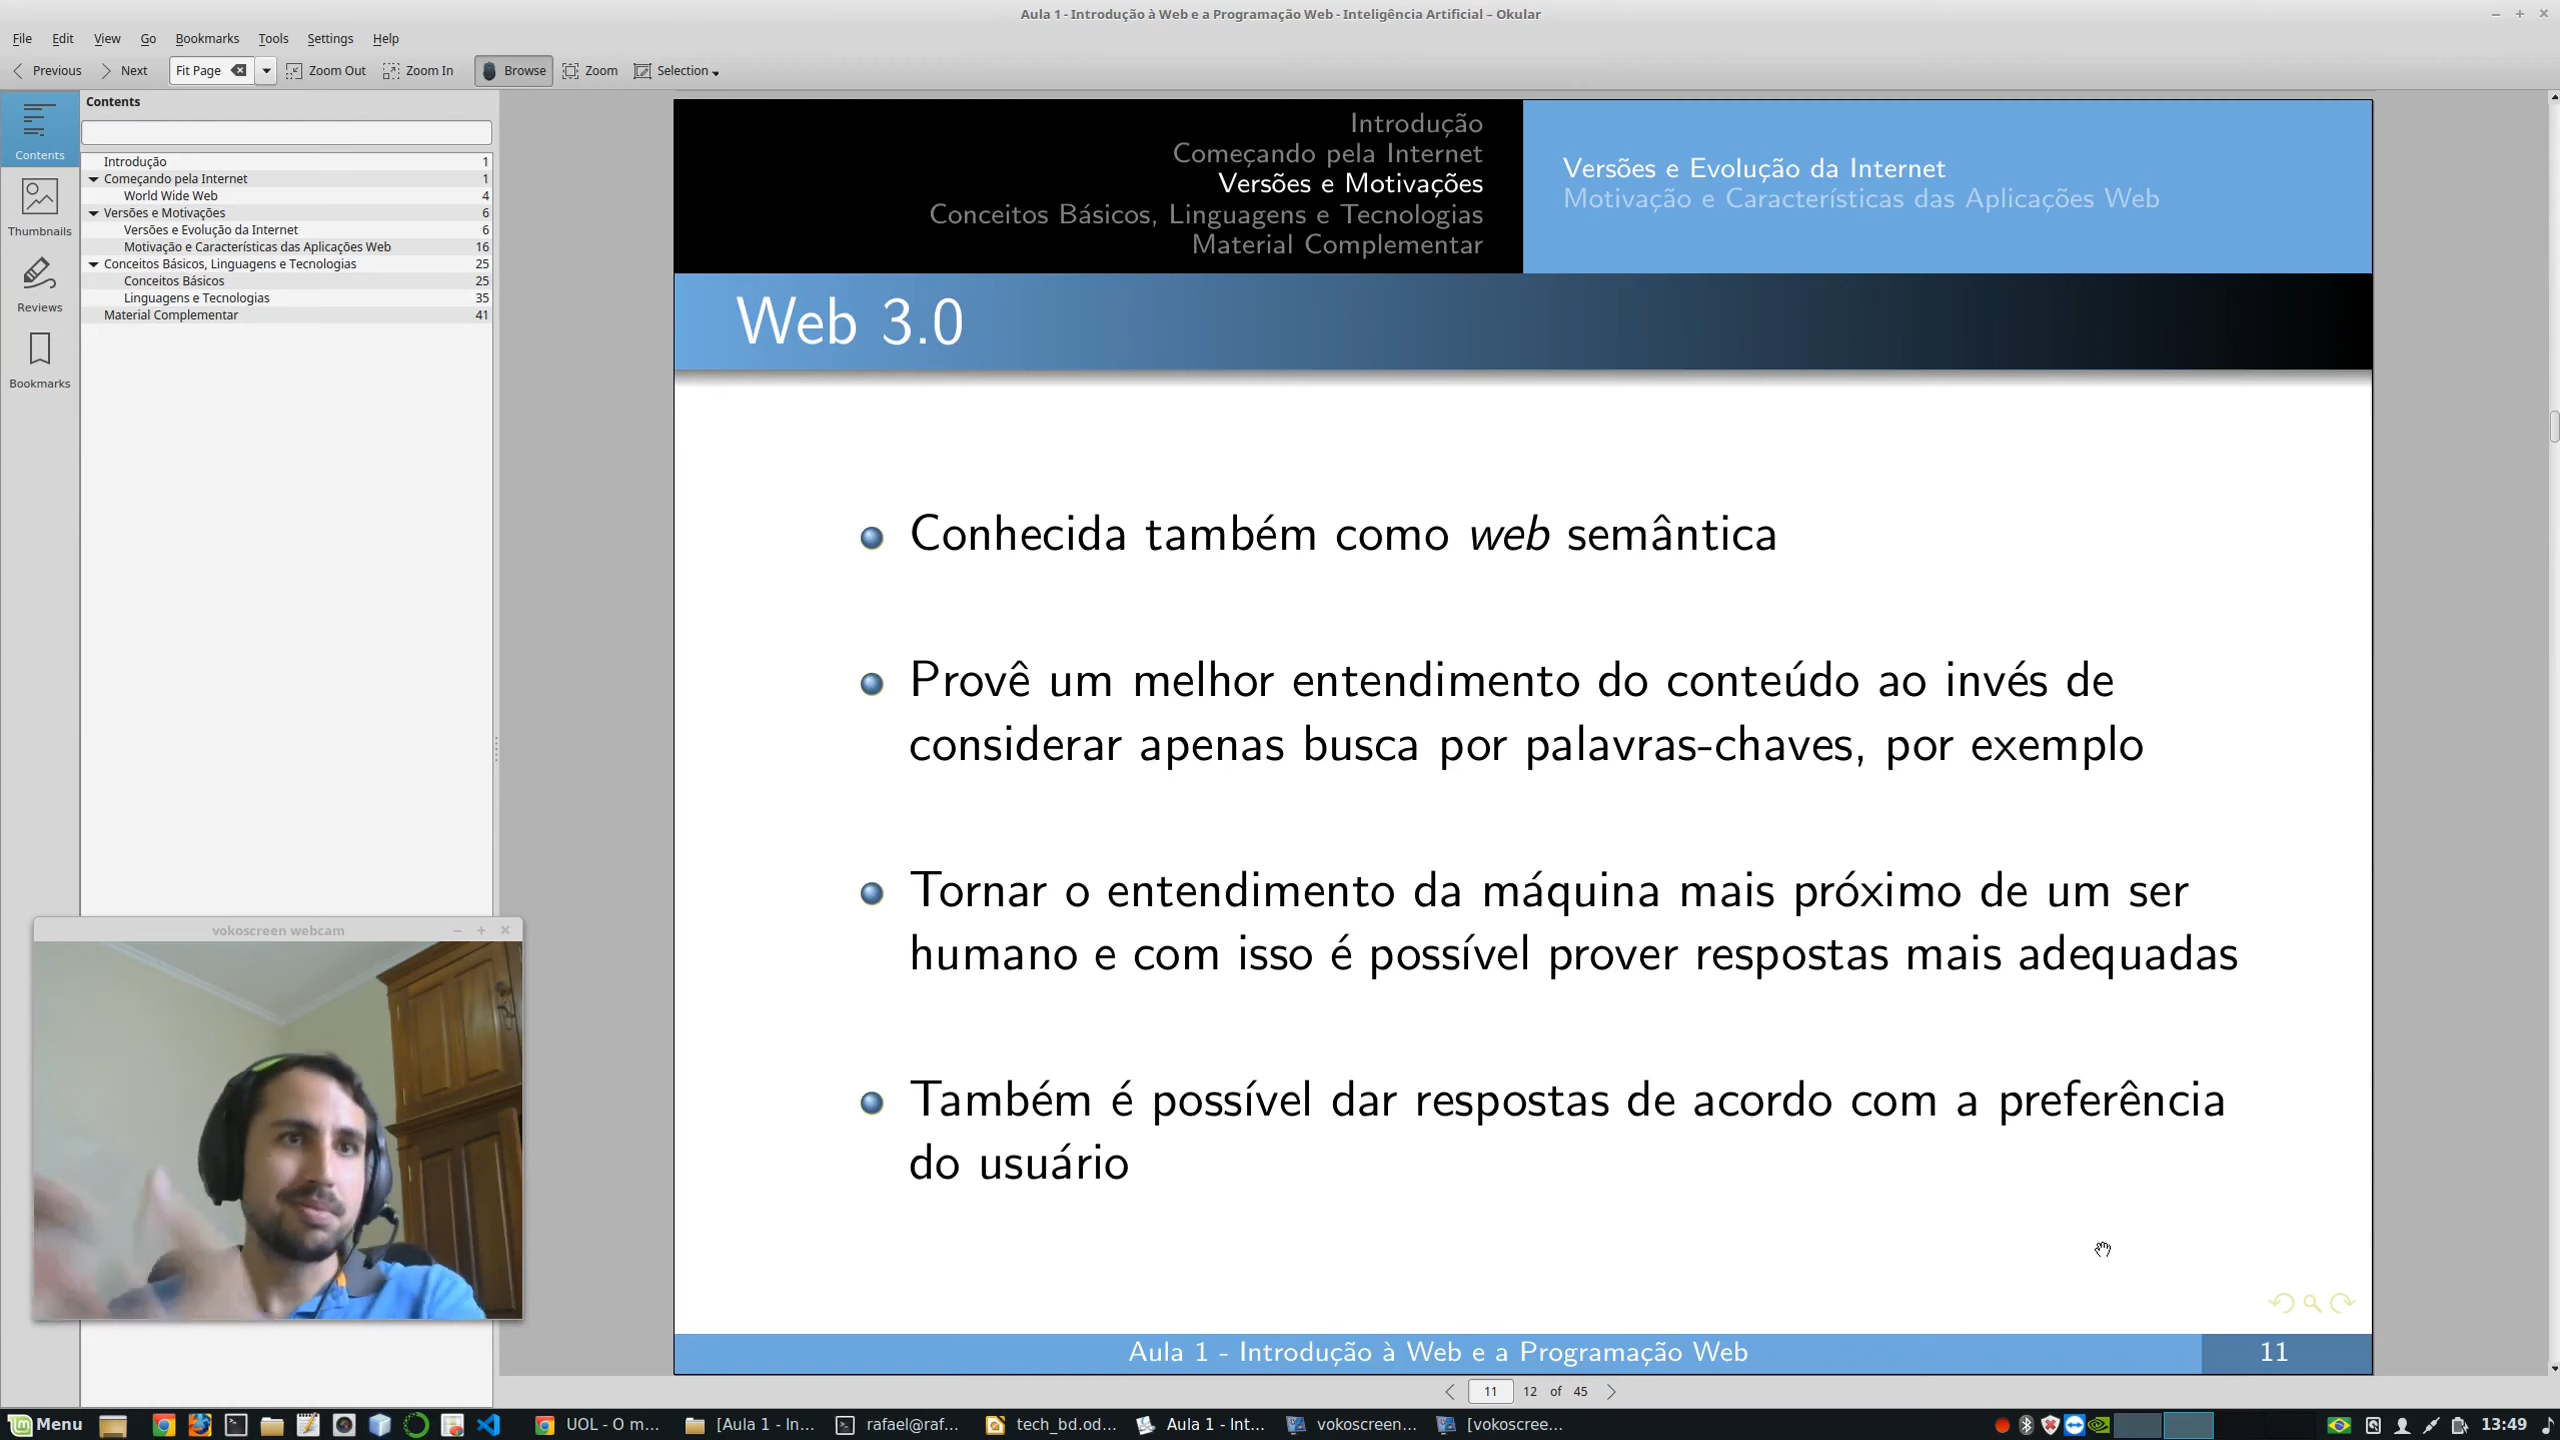 Aula 1 - Introdução à Web e a Programação Web - Inteligência Artificial – Okular
File Edit View Go Bookmarks Tools Settings Help
Previous Next Fit Page Zoom Out Zoom In Browse Zoom Selection
Contents
Thumbnails
Reviews
Bookmarks
Contents
Introdução 1
Começando pela Internet 1
World Wide Web 4
Versões e Motivações 6
Versões e Evolução da Internet 6
Motivação e Características das Aplicações Web 16
Conceitos Básicos, Linguagens e Tecnologias 25
Conceitos Básicos 25
Linguagens e Tecnologias 35
Material Complementar 41
Introdução
Começando pela Internet
Versões e Motivações
Conceitos Básicos, Linguagens e Tecnologias
Material Complementar
Versões e Evolução da Internet
Motivação e Características das Aplicações Web
Web 3.0
Conhecida também como web semântica
Provê um melhor entendimento do conteúdo ao invés de
considerar apenas busca por palavras-chaves, por exemplo
Tornar o entendimento da máquina mais próximo de um ser
humano e com isso é possível prover respostas mais adequadas
Também é possível dar respostas de acordo com a preferência
do usuário
Aula 1 - Introdução à Web e a Programação Web 11
vokoscreen webcam
11 12 of 45
Menu UOL - O m... [Aula 1 - In... rafael@raf... tech_bd.od... Aula 1 - Int... vokoscreen... [vokoscree... 13:49